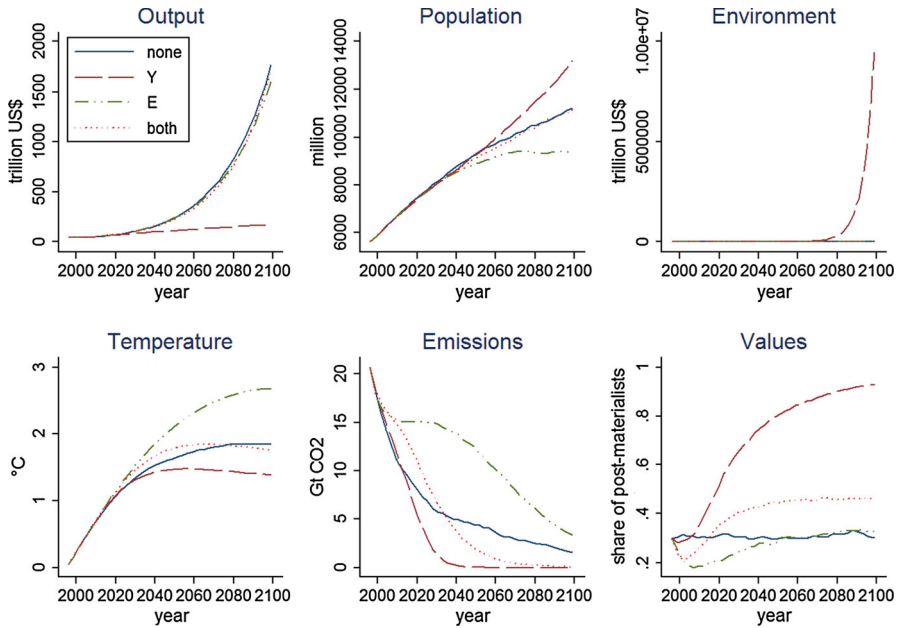 Output
trillion US$
2000
1500
1000
500
0
none
Y
E
both
2000 2020 2040 2060 2080 2100
year
Population
million
14000
12000
10000
8000
6000
2000 2020 2040 2060 2080 2100
year
Environment
trillion US$
1.00e+07
5000000
0
2000 2020 2040 2060 2080 2100
year
Temperature
°C
3
2
1
0
2000 2020 2040 2060 2080 2100
year
Emissions
Gt CO2
20
15
10
5
0
2000 2020 2040 2060 2080 2100
year
Values
share of post-materialists
1
.8
.6
.4
.2
2000 2020 2040 2060 2080 2100
year